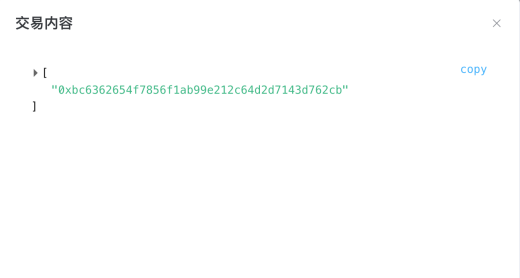 交易内容
copy
[
"0xbc6362654f7856f1ab99e212c64d2d7143d762cb"
]